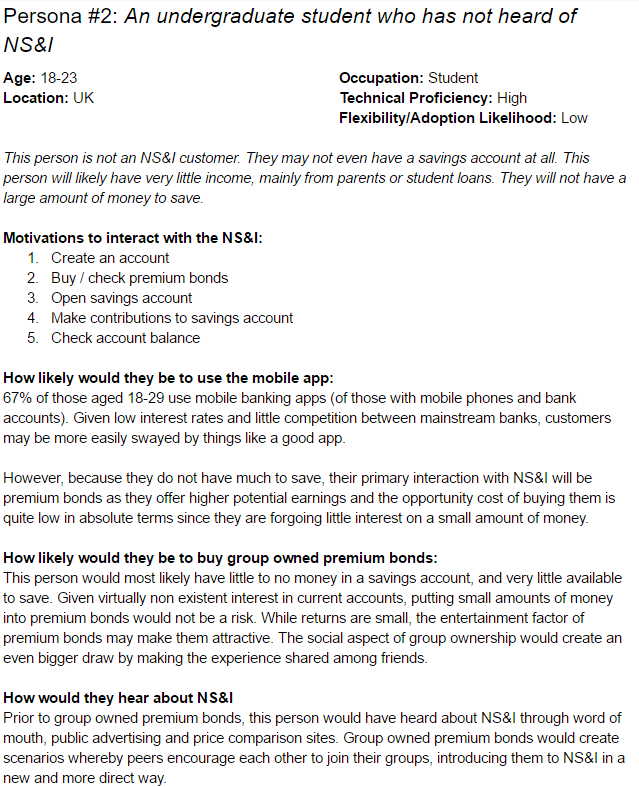 Persona #2: An undergraduate student who has not heard of
NS&I
Age: 18-23
Location: UK
Occupation: Student
Technical Proficiency: High
Flexibility/Adoption Likelihood: Low
This person is not an NS&I customer. They may not even have a savings account at all. This
person will likely have very little income, mainly from parents or student loans. They will not have a
large amount of money to save.
Motivations to interact with the NS&I:
1. Create an account
2. Buy / check premium bonds
3. Open savings account
4. Make contributions to savings account
5. Check account balance
How likely would they be to use the mobile app:
67% of those aged 18-29 use mobile banking apps (of those with mobile phones and bank
accounts). Given low interest rates and little competition between mainstream banks, customers
may be more easily swayed by things like a good app.
However, because they do not have much to save, their primary interaction with NS&I will be
premium bonds as they offer higher potential earnings and the opportunity cost of buying them is
quite low in absolute terms since they are forgoing little interest on a small amount of money.
How likely would they be to buy group owned premium bonds:
This person would most likely have little to no money in a savings account, and very little available
to save. Given virtually non existent interest in current accounts, putting small amounts of money
into premium bonds would not be a risk. While returns are small, the entertainment factor of
premium bonds may make them attractive. The social aspect of group ownership would create an
even bigger draw by making the experience shared among friends.
How would they hear about NS&I
Prior to group owned premium bonds, this person would have heard about NS&I through word of
mouth, public advertising and price comparison sites. Group owned premium bonds would create
scenarios whereby peers encourage each other to join their groups, introducing them to NS&I in a
new and more direct way.